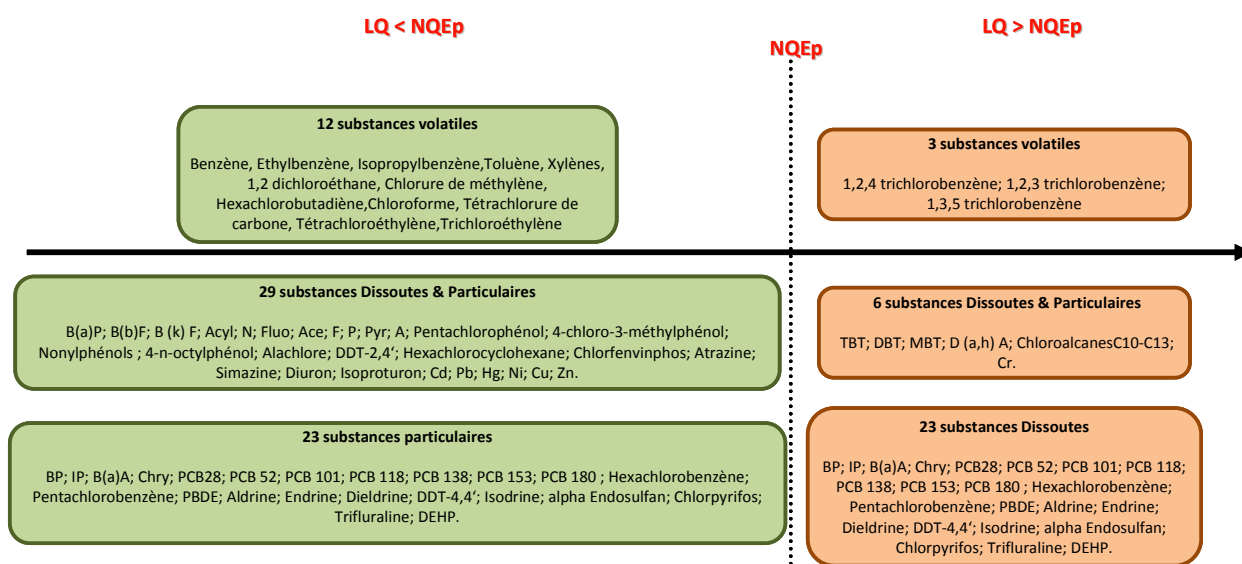 LQ < NQEp
LQ > NQEp
NQEp
12 substances volatiles
Benzène, Ethylbenzène, Isopropylbenzène,Toluène, Xylènes,
1,2 dichloroéthane, Chlorure de méthylène,
Hexachlorobutadiène,Chloroforme, Tétrachlorure de
carbone, Tétrachloroéthylène,Trichloroéthylène
3 substances volatiles
1,2,4 trichlorobenzène; 1,2,3 trichlorobenzène;
1,3,5 trichlorobenzène
29 substances Dissoutes & Particulaires
B(a)P; B(b)F; B (k) F; Acyl; N; Fluo; Ace; F; P; Pyr; A; Pentachlorophénol; 4-chloro-3-méthylphénol;
Nonylphénols ; 4-n-octylphénol; Alachlore; DDT-2,4‘; Hexachlorocyclohexane; Chlorfenvinphos; Atrazine;
Simazine; Diuron; Isoproturon; Cd; Pb; Hg; Ni; Cu; Zn.
6 substances Dissoutes & Particulaires
TBT; DBT; MBT; D (a,h) A; ChloroalcanesC10-C13;
Cr.
23 substances particulaires
BP; IP; B(a)A; Chry; PCB28; PCB 52; PCB 101; PCB 118; PCB 138; PCB 153; PCB 180 ; Hexachlorobenzène;
Pentachlorobenzène; PBDE; Aldrine; Endrine; Dieldrine; DDT-4,4‘; Isodrine; alpha Endosulfan; Chlorpyrifos;
Trifluraline; DEHP.
23 substances Dissoutes
BP; IP; B(a)A; Chry; PCB28; PCB 52; PCB 101; PCB 118;
PCB 138; PCB 153; PCB 180 ; Hexachlorobenzène;
Pentachlorobenzène; PBDE; Aldrine; Endrine;
Dieldrine; DDT-4,4‘; Isodrine; alpha Endosulfan;
Chlorpyrifos; Trifluraline; DEHP.